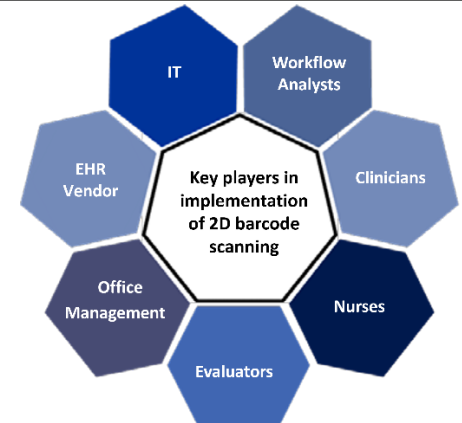 IT
Workflow
Analysts
Clinicians
Nurses
Evaluators
Office
Management
EHR
Vendor
Key players in
implementation
of 2D barcode
scanning